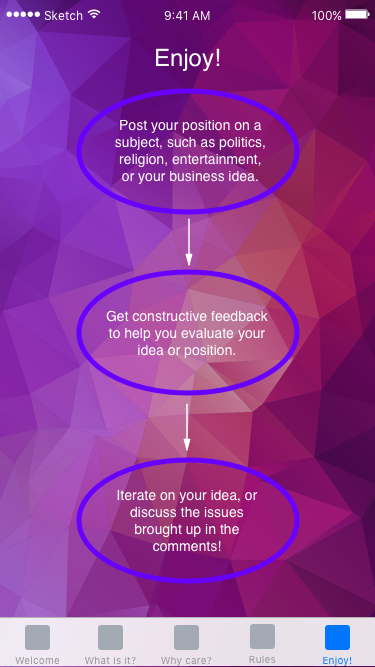 Sketch 9:41 AM 100%
Enjoy!
Post your position on a
subject, such as politics,
religion, entertainment,
or your business idea.
Get constructive feedback
to help you evaluate your
idea or position.
Iterate on your idea, or
discuss the issues
brought up in the
comments!
Welcome What is it? Why care? Rules Enjoy!